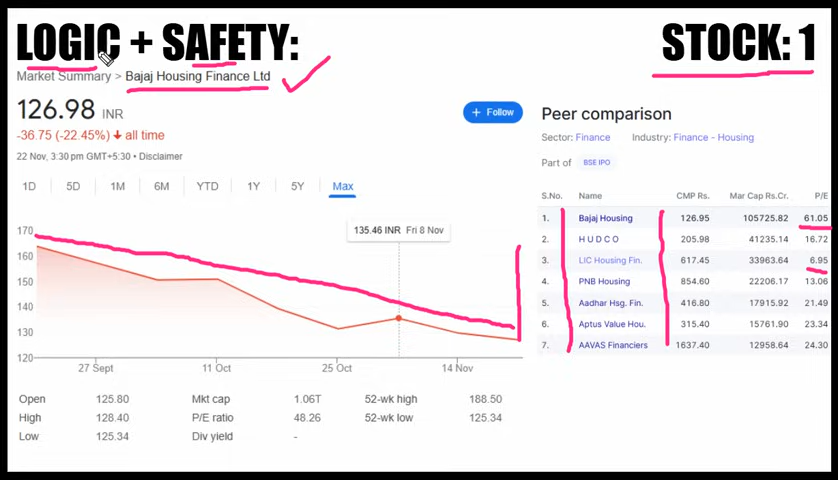 LOGIC + SAFETY:
STOCK: 1
Market Summary > Bajaj Housing Finance Ltd
126.98 INR
-36.75 (-22.45%) all time
22 Nov, 3:30 pm GMT+5:30 • Disclaimer
+ Follow
1D 5D 1M 6M YTD 1Y 5Y Max
135.46 INR Fri 8 Nov
170
160
150
140
130
120
27 Sept 11 Oct 25 Oct 14 Nov
Open 125.80 Mkt cap 1.06T 52-wk high 188.50
High 128.40 P/E ratio 48.26 52-wk low 125.34
Low 125.34 Div yield -
Peer comparison
Sector: Finance Industry: Finance - Housing
Part of BSE IPO
S.No. Name CMP Rs. Mar Cap Rs.Cr. P/E
1. Bajaj Housing 126.95 105725.82 61.05
2. H U D C O 205.98 41235.14 16.72
3. LIC Housing Fin. 617.45 33963.64 6.95
4. PNB Housing 854.60 22206.17 13.06
5. Aadhar Hsg. Fin. 416.80 17915.92 21.49
6. Aptus Value Hou. 315.40 15761.90 23.34
7. AAVAS Financiers 1637.40 12958.64 24.30